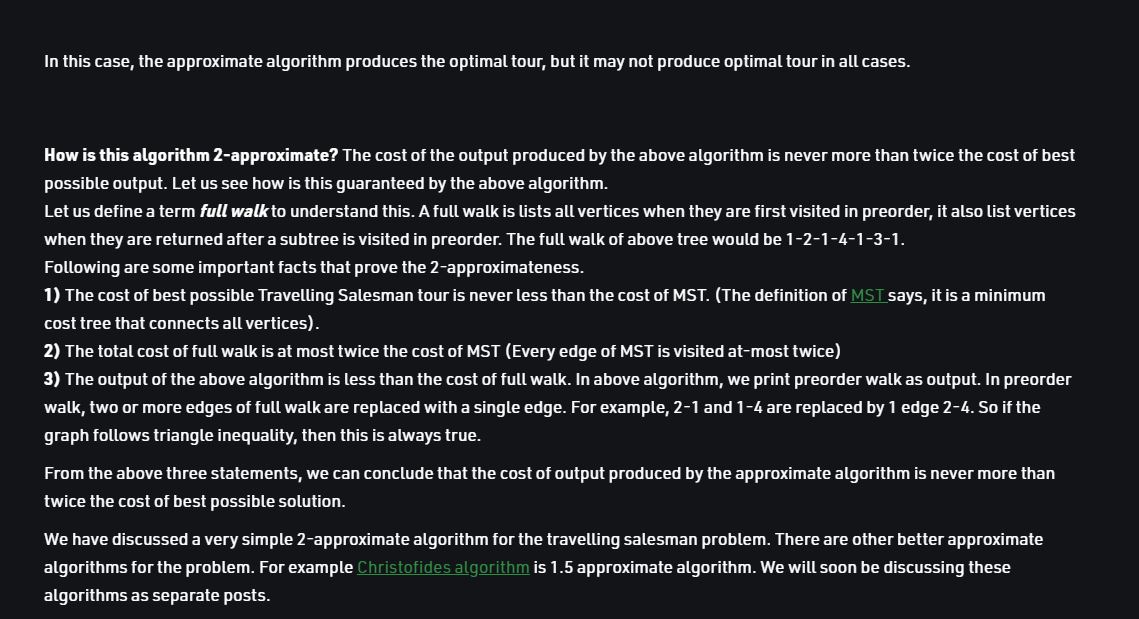 In this case, the approximate algorithm produces the optimal tour, but it may not produce optimal tour in all cases.
How is this algorithm 2-approximate? The cost of the output produced by the above algorithm is never more than twice the cost of best
possible output. Let us see how is this guaranteed by the above algorithm.
Let us define a term full walk to understand this. A full walk is lists all vertices when they are first visited in preorder, it also list vertices
when they are returned after a subtree is visited in preorder. The full walk of above tree would be 1-2-1-4-1-3-1.
Following are some important facts that prove the 2-approximateness.
1) The cost of best possible Travelling Salesman tour is never less than the cost of MST. (The definition of MST says, it is a minimum
cost tree that connects all vertices).
2) The total cost of full walk is at most twice the cost of MST (Every edge of MST is visited at-most twice)
3) The output of the above algorithm is less than the cost of full walk. In above algorithm, we print preorder walk as output. In preorder
walk, two or more edges of full walk are replaced with a single edge. For example, 2-1 and 1-4 are replaced by 1 edge 2-4. So if the
graph follows triangle inequality, then this is always true.
From the above three statements, we can conclude that the cost of output produced by the approximate algorithm is never more than
twice the cost of best possible solution.
We have discussed a very simple 2-approximate algorithm for the travelling salesman problem. There are other better approximate
algorithms for the problem. For example Christofides algorithm is 1.5 approximate algorithm. We will soon be discussing these
algorithms as separate posts.